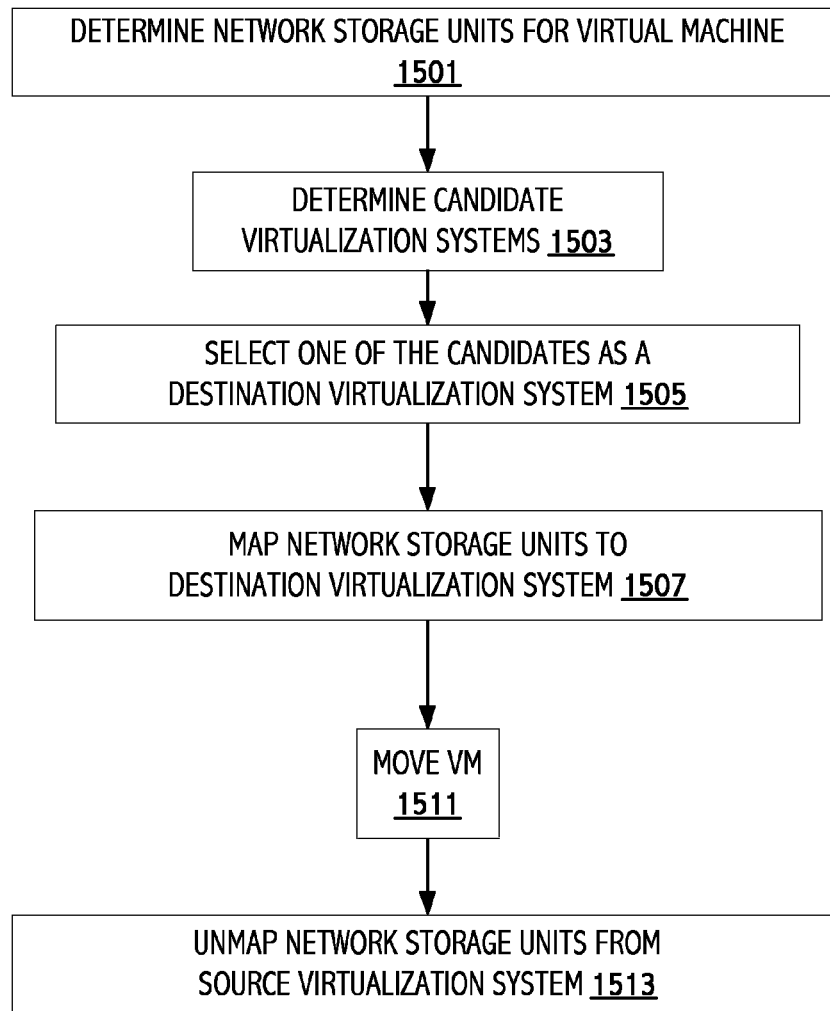 DETERMINE NETWORK STORAGE UNITS FOR VIRTUAL MACHINE
1501
DETERMINE CANDIDATE
VIRTUALIZATION SYSTEMS 1503
SELECT ONE OF THE CANDIDATES AS A
DESTINATION VIRTUALIZATION SYSTEM 1505
MAP NETWORK STORAGE UNITS TO
DESTINATION VIRTUALIZATION SYSTEM 1507
MOVE VM
1511
UNMAP NETWORK STORAGE UNITS FROM
SOURCE VIRTUALIZATION SYSTEM 1513